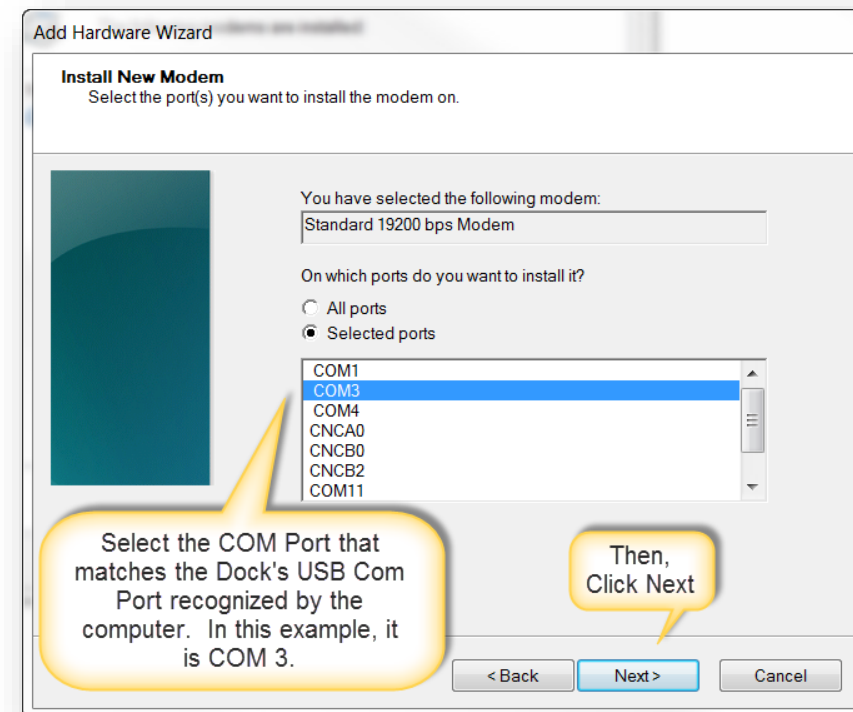 Add Hardware Wizard
Install New Modem
Select the port(s) you want to install the modem on.
You have selected the following modem:
Standard 19200 bps Modem
On which ports do you want to install it?
All ports
Selected ports
COM1
COM3
COM4
CNCA0
CNCB0
CNCB2
COM11
Select the COM Port that
matches the Dock's USB Com
Port recognized by the
computer.  In this example, it
is COM 3.
Then,
Click Next
< Back
Next >
Cancel